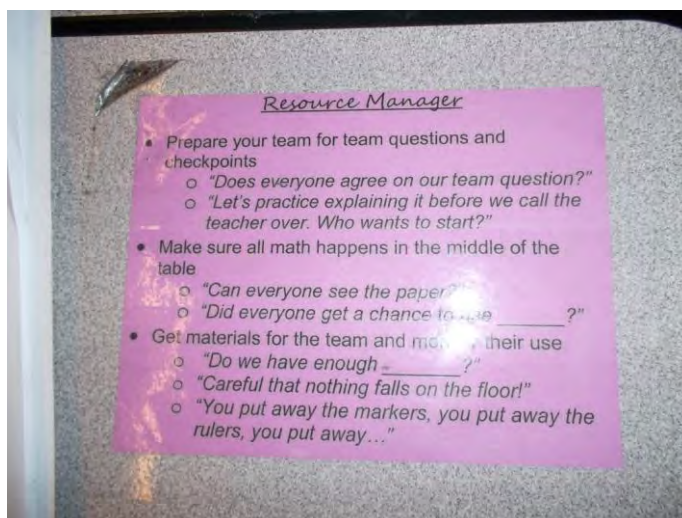 Resource Manager
• Prepare your team for team questions and
checkpoints
o "Does everyone agree on our team question?"
o "Let's practice explaining it before we call the
teacher over. Who wants to start?"
• Make sure all math happens in the middle of the
table
o "Can everyone see the paper?"
o "Did everyone get a chance to use _______?"
• Get materials for the team and their use
o "Do we have enough ________?"
o "Careful that nothing falls on the floor!"
o "You put away the markers, you put away the
rulers, you put away…"